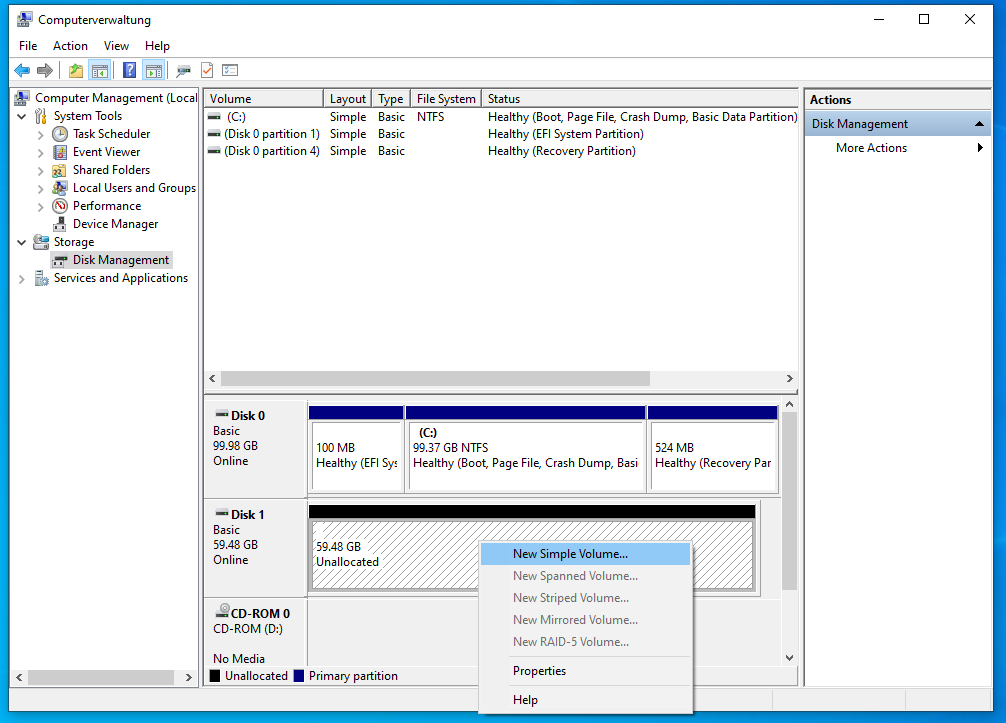 Computerverwaltung
File Action View Help
Computer Management (Local
System Tools
Task Scheduler
Event Viewer
Shared Folders
Local Users and Groups
Performance
Device Manager
Storage
Disk Management
Services and Applications
Volume Layout Type File System Status
(C:) Simple Basic NTFS Healthy (Boot, Page File, Crash Dump, Basic Data Partition)
(Disk 0 partition 1) Simple Basic Healthy (EFI System Partition)
(Disk 0 partition 4) Simple Basic Healthy (Recovery Partition)
Disk 0
Basic
99.98 GB
Online
100 MB
Healthy (EFI Sys
(C:)
99.37 GB NTFS
Healthy (Boot, Page File, Crash Dump, Basi
524 MB
Healthy (Recovery Par
Disk 1
Basic
59.48 GB
Online
59.48 GB
Unallocated
CD-ROM 0
CD-ROM (D:)
No Media
Unallocated Primary partition
New Simple Volume...
New Spanned Volume...
New Striped Volume...
New Mirrored Volume...
New RAID-5 Volume...
Properties
Help
Actions
Disk Management
More Actions